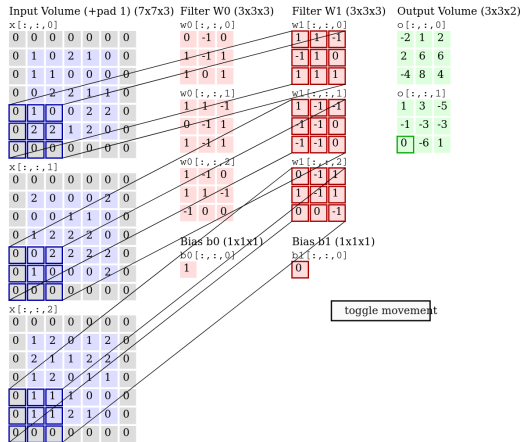 Input Volume (+pad 1) (7x7x3)
x[:,:,0]
0 0 0 0 0 0 0
0 1 0 2 1 0 0
0 1 1 0 0 0 0
0 0 2 2 1 1 0
0 1 0 0 2 2 0
0 2 2 1 2 0 0
0 0 0 0 0 0 0
x[:,:,1]
0 0 0 0 0 0 0
0 2 0 0 0 2 0
0 0 0 1 1 0 0
0 1 2 2 2 0 0
0 0 2 2 2 2 0
0 1 0 0 2 0 0
0 0 0 0 0 0 0
x[:,:,2]
0 0 0 0 0 0 0
0 1 2 0 1 2 0
0 2 1 1 2 2 0
0 1 2 0 1 1 0
0 1 1 1 0 0 0
0 1 1 2 1 0 0
0 0 0 0 0 0 0
Filter W0 (3x3x3)
w0[:,:,0]
0 -1 0
1 -1 1
1 0 1
w0[:,:,1]
1 1 -1
0 -1 1
1 -1 1
w0[:,:,2]
1 -1 0
1 1 -1
-1 0 0
Bias b0 (1x1x1)
b0[:,:,0]
1
Filter W1 (3x3x3)
w1[:,:,0]
1 1 -1
-1 1 0
1 1 1
w1[:,:,1]
1 -1 -1
-1 -1 0
-1 -1 0
w1[:,:,2]
0 -1 1
1 -1 1
0 0 -1
Bias b1 (1x1x1)
b1[:,:,0]
0
Output Volume (3x3x2)
o[:,:,0]
-2 1 2
2 6 6
-4 8 4
o[:,:,1]
1 3 -5
-1 -3 -3
0 -6 1
toggle movement